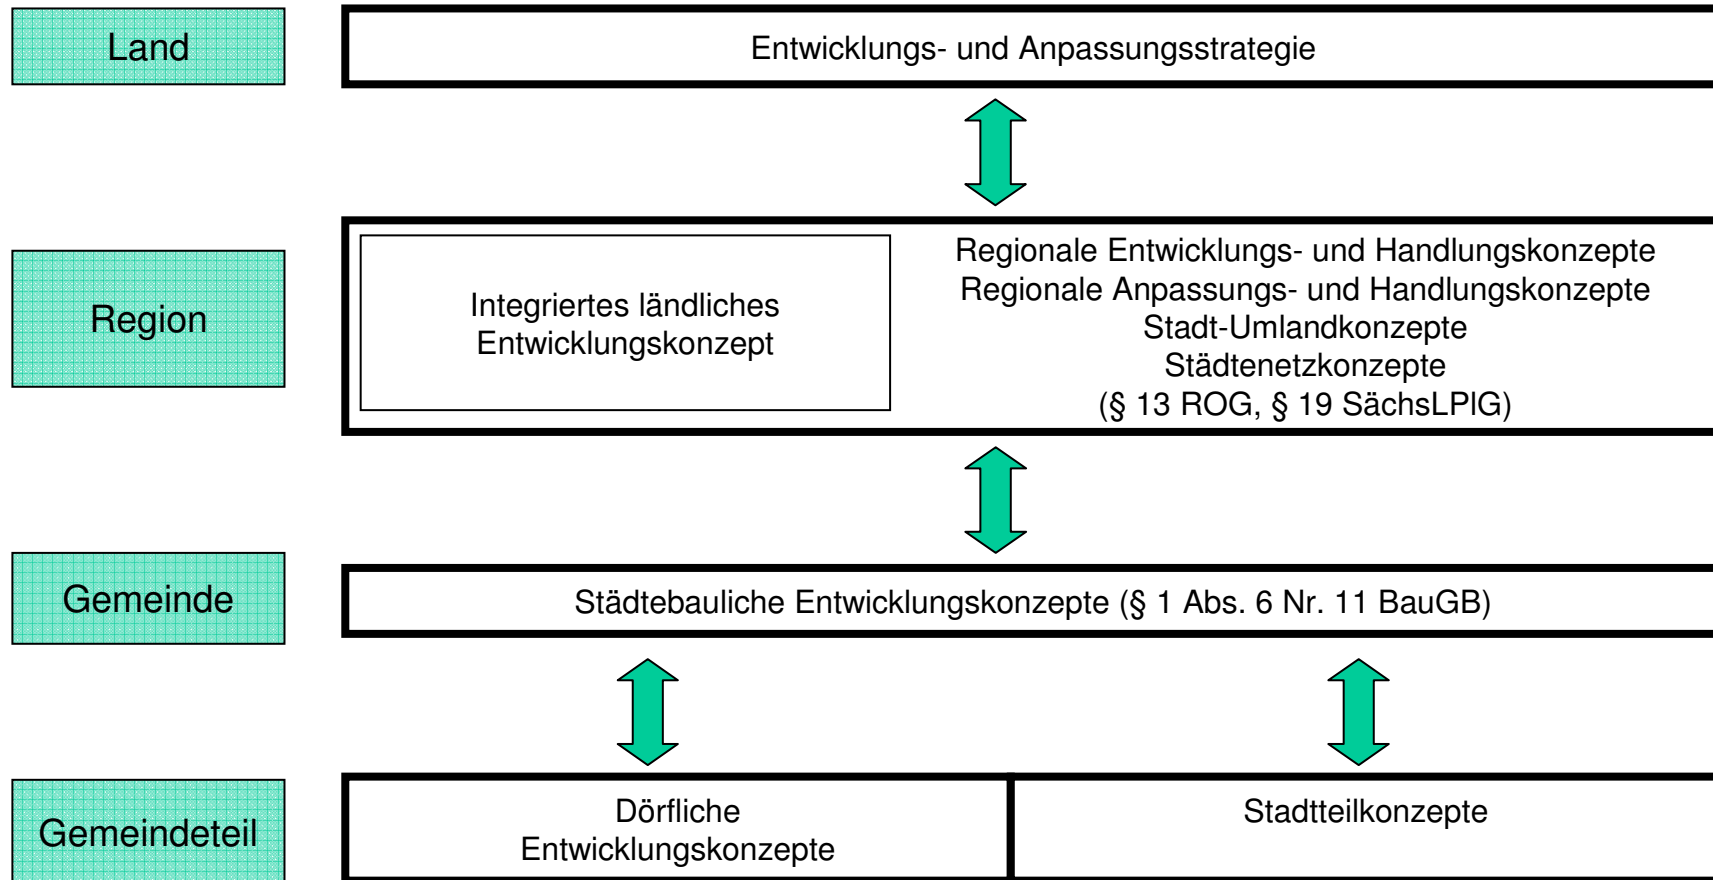 Land
Entwicklungs- und Anpassungsstrategie
Region
Integriertes ländliches
Entwicklungskonzept
Regionale Entwicklungs- und Handlungskonzepte
Regionale Anpassungs- und Handlungskonzepte
Stadt-Umlandkonzepte
Städtenetzkonzepte
(§ 13 ROG, § 19 SächsLPlG)
Gemeinde
Städtebauliche Entwicklungskonzepte (§ 1 Abs. 6 Nr. 11 BauGB)
Gemeindeteil
Dörfliche
Entwicklungskonzepte
Stadtteilkonzepte